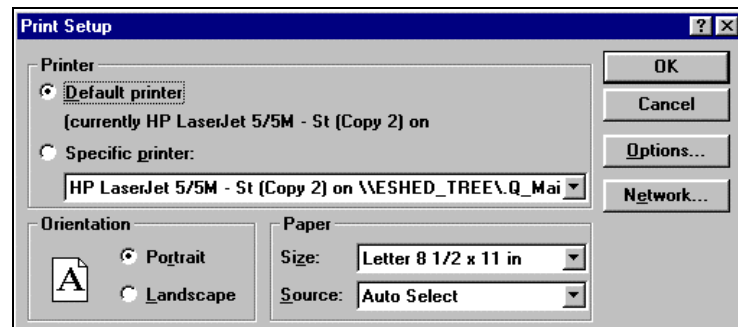 Print Setup
Printer
Default printer
(currently HP LaserJet 5/5M - St (Copy 2) on
Specific printer:
HP LaserJet 5/5M - St (Copy 2) on \\ESHED_TREE\.Q_Mai
OK
Cancel
Options...
Network...
Orientation
A
Portrait
Landscape
Paper
Size: Letter 8 1/2 x 11 in
Source: Auto Select